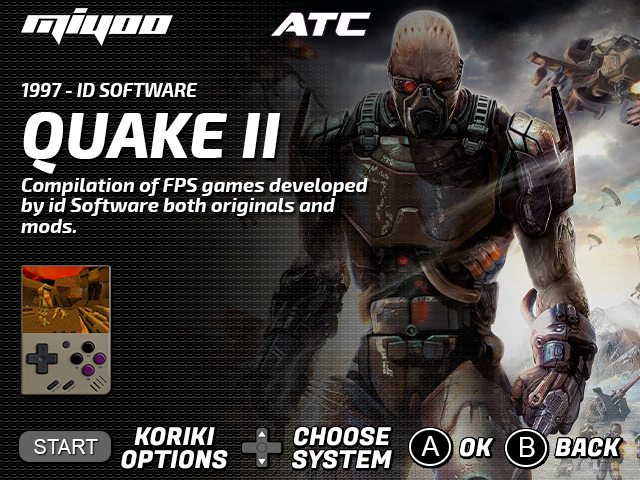 miyoo ATC
1997 - ID SOFTWARE
QUAKE II
Compilation of FPS games developed
by id Software both originals and
mods.
START KORIKI OPTIONS CHOOSE SYSTEM A OK B BACK